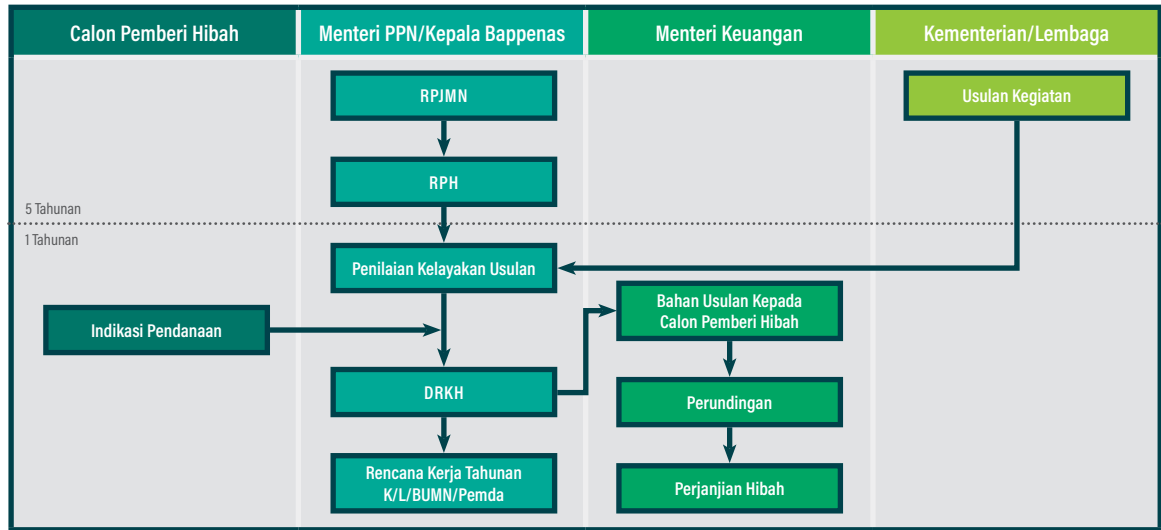 Calon Pemberi Hibah
Menteri PPN/Kepala Bappenas
Menteri Keuangan
Kementerian/Lembaga
RPJMN
Usulan Kegiatan
RPH
5 Tahunan
1 Tahunan
Penilaian Kelayakan Usulan
Indikasi Pendanaan
Bahan Usulan Kepada
Calon Pemberi Hibah
DRKH
Perundingan
Rencana Kerja Tahunan
K/L/BUMN/Pemda
Perjanjian Hibah